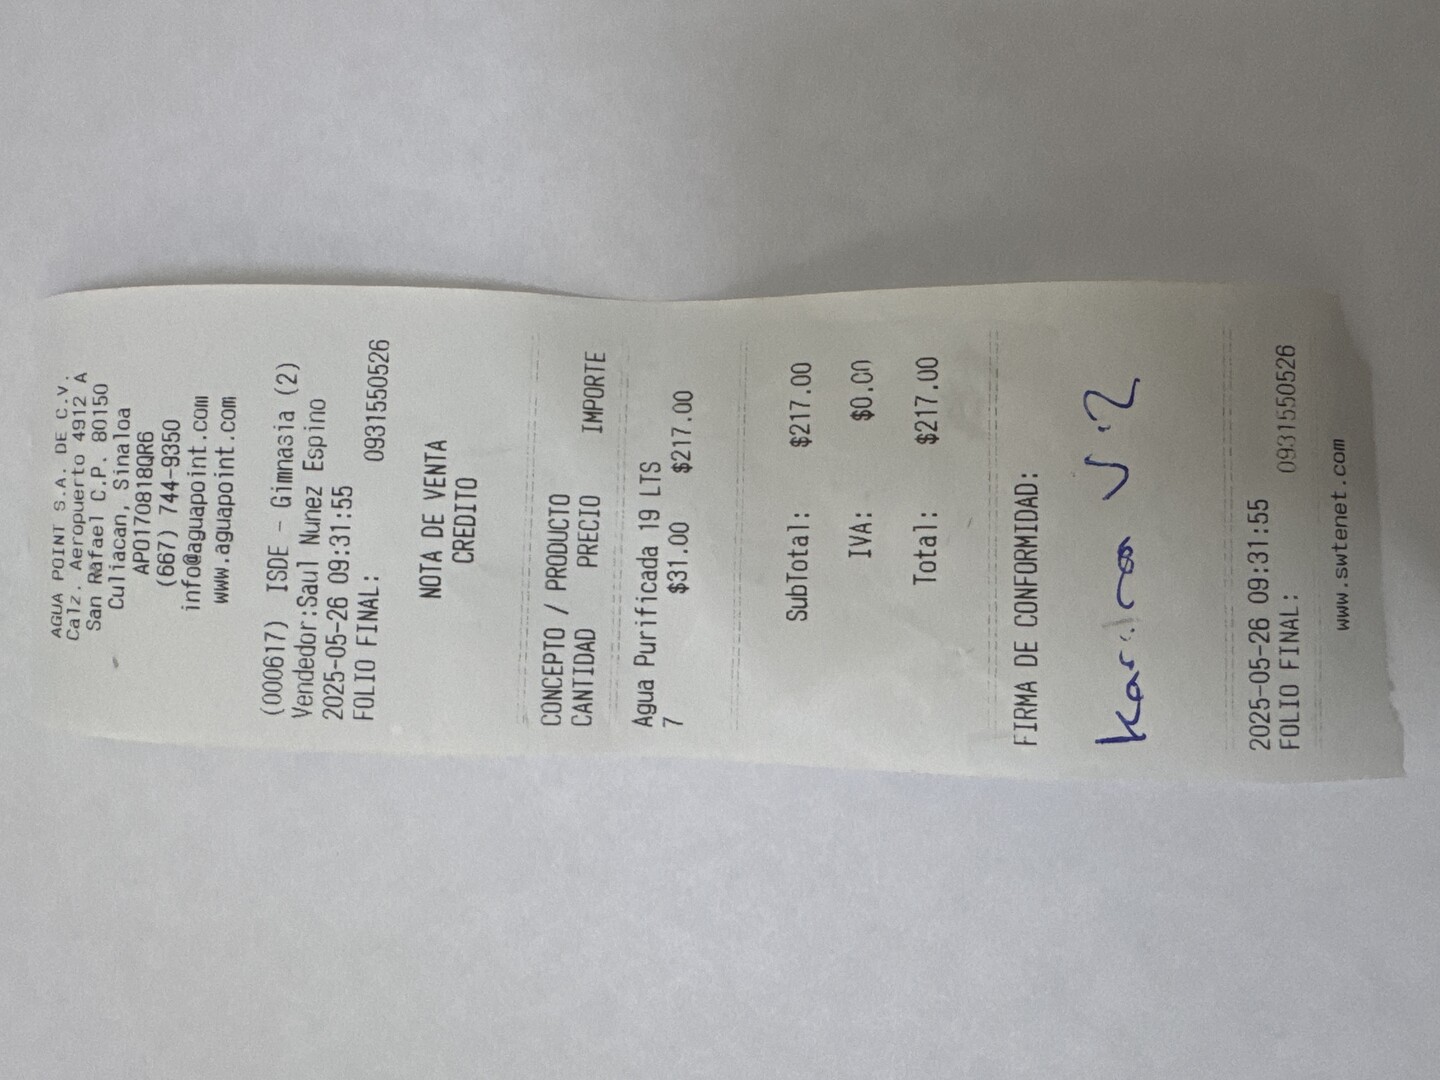 AGUA POINT S.A. DE C.V.
Calz. Aeropuerto 4912 A
San Rafael C.P. 80150
Culiacan, Sinaloa
APO170818QR6
(667) 744-9350
info@aguapoint.com
www.aguapoint.com
(000617) ISDE - Gimnasia (2)
Vendedor:Saul Nunez Espino
2025-05-26 09:31:55
FOLIO FINAL: 0931550526
NOTA DE VENTA
CREDITO
CONCEPTO / PRODUCTO
CANTIDAD PRECIO IMPORTE
Agua Purificada 19 LTS
7 $31.00 $217.00
SubTotal: $217.00
IVA: $0.00
Total: $217.00
FIRMA DE CONFORMIDAD:
2025-05-26 09:31:55
FOLIO FINAL: 0931550526
www.swtenet.com